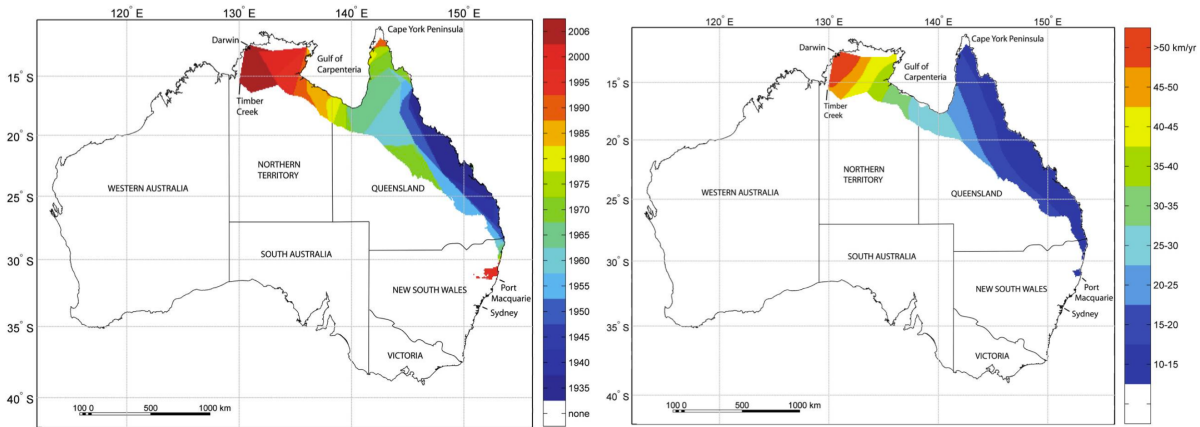 120° E 130° E 140° E 150° E
15° S
20° S
25° S
30° S
35° S
40° S
Darwin
Cape York Peninsula
Gulf of
Carpenteria
Timber
Creek
NORTHERN
TERRITORY
WESTERN AUSTRALIA
QUEENSLAND
SOUTH AUSTRALIA
NEW SOUTH WALES
Port
Macquarie
Sydney
VICTORIA
100 0 500 1000 km
2006
2000
1995
1990
1985
1980
1975
1970
1965
1960
1955
1950
1945
1940
1935
none
120° E 130° E 140° E 150° E
15° S
20° S
25° S
30° S
35° S
40° S
Darwin
Cape York Peninsula
Gulf of
Carpenteria
Timber
Creek
NORTHERN
TERRITORY
WESTERN AUSTRALIA
QUEENSLAND
SOUTH AUSTRALIA
NEW SOUTH WALES
Port
Macquarie
Sydney
VICTORIA
100 0 500 1000 km
>50 km/yr
45-50
40-45
35-40
30-35
25-30
20-25
15-20
10-15